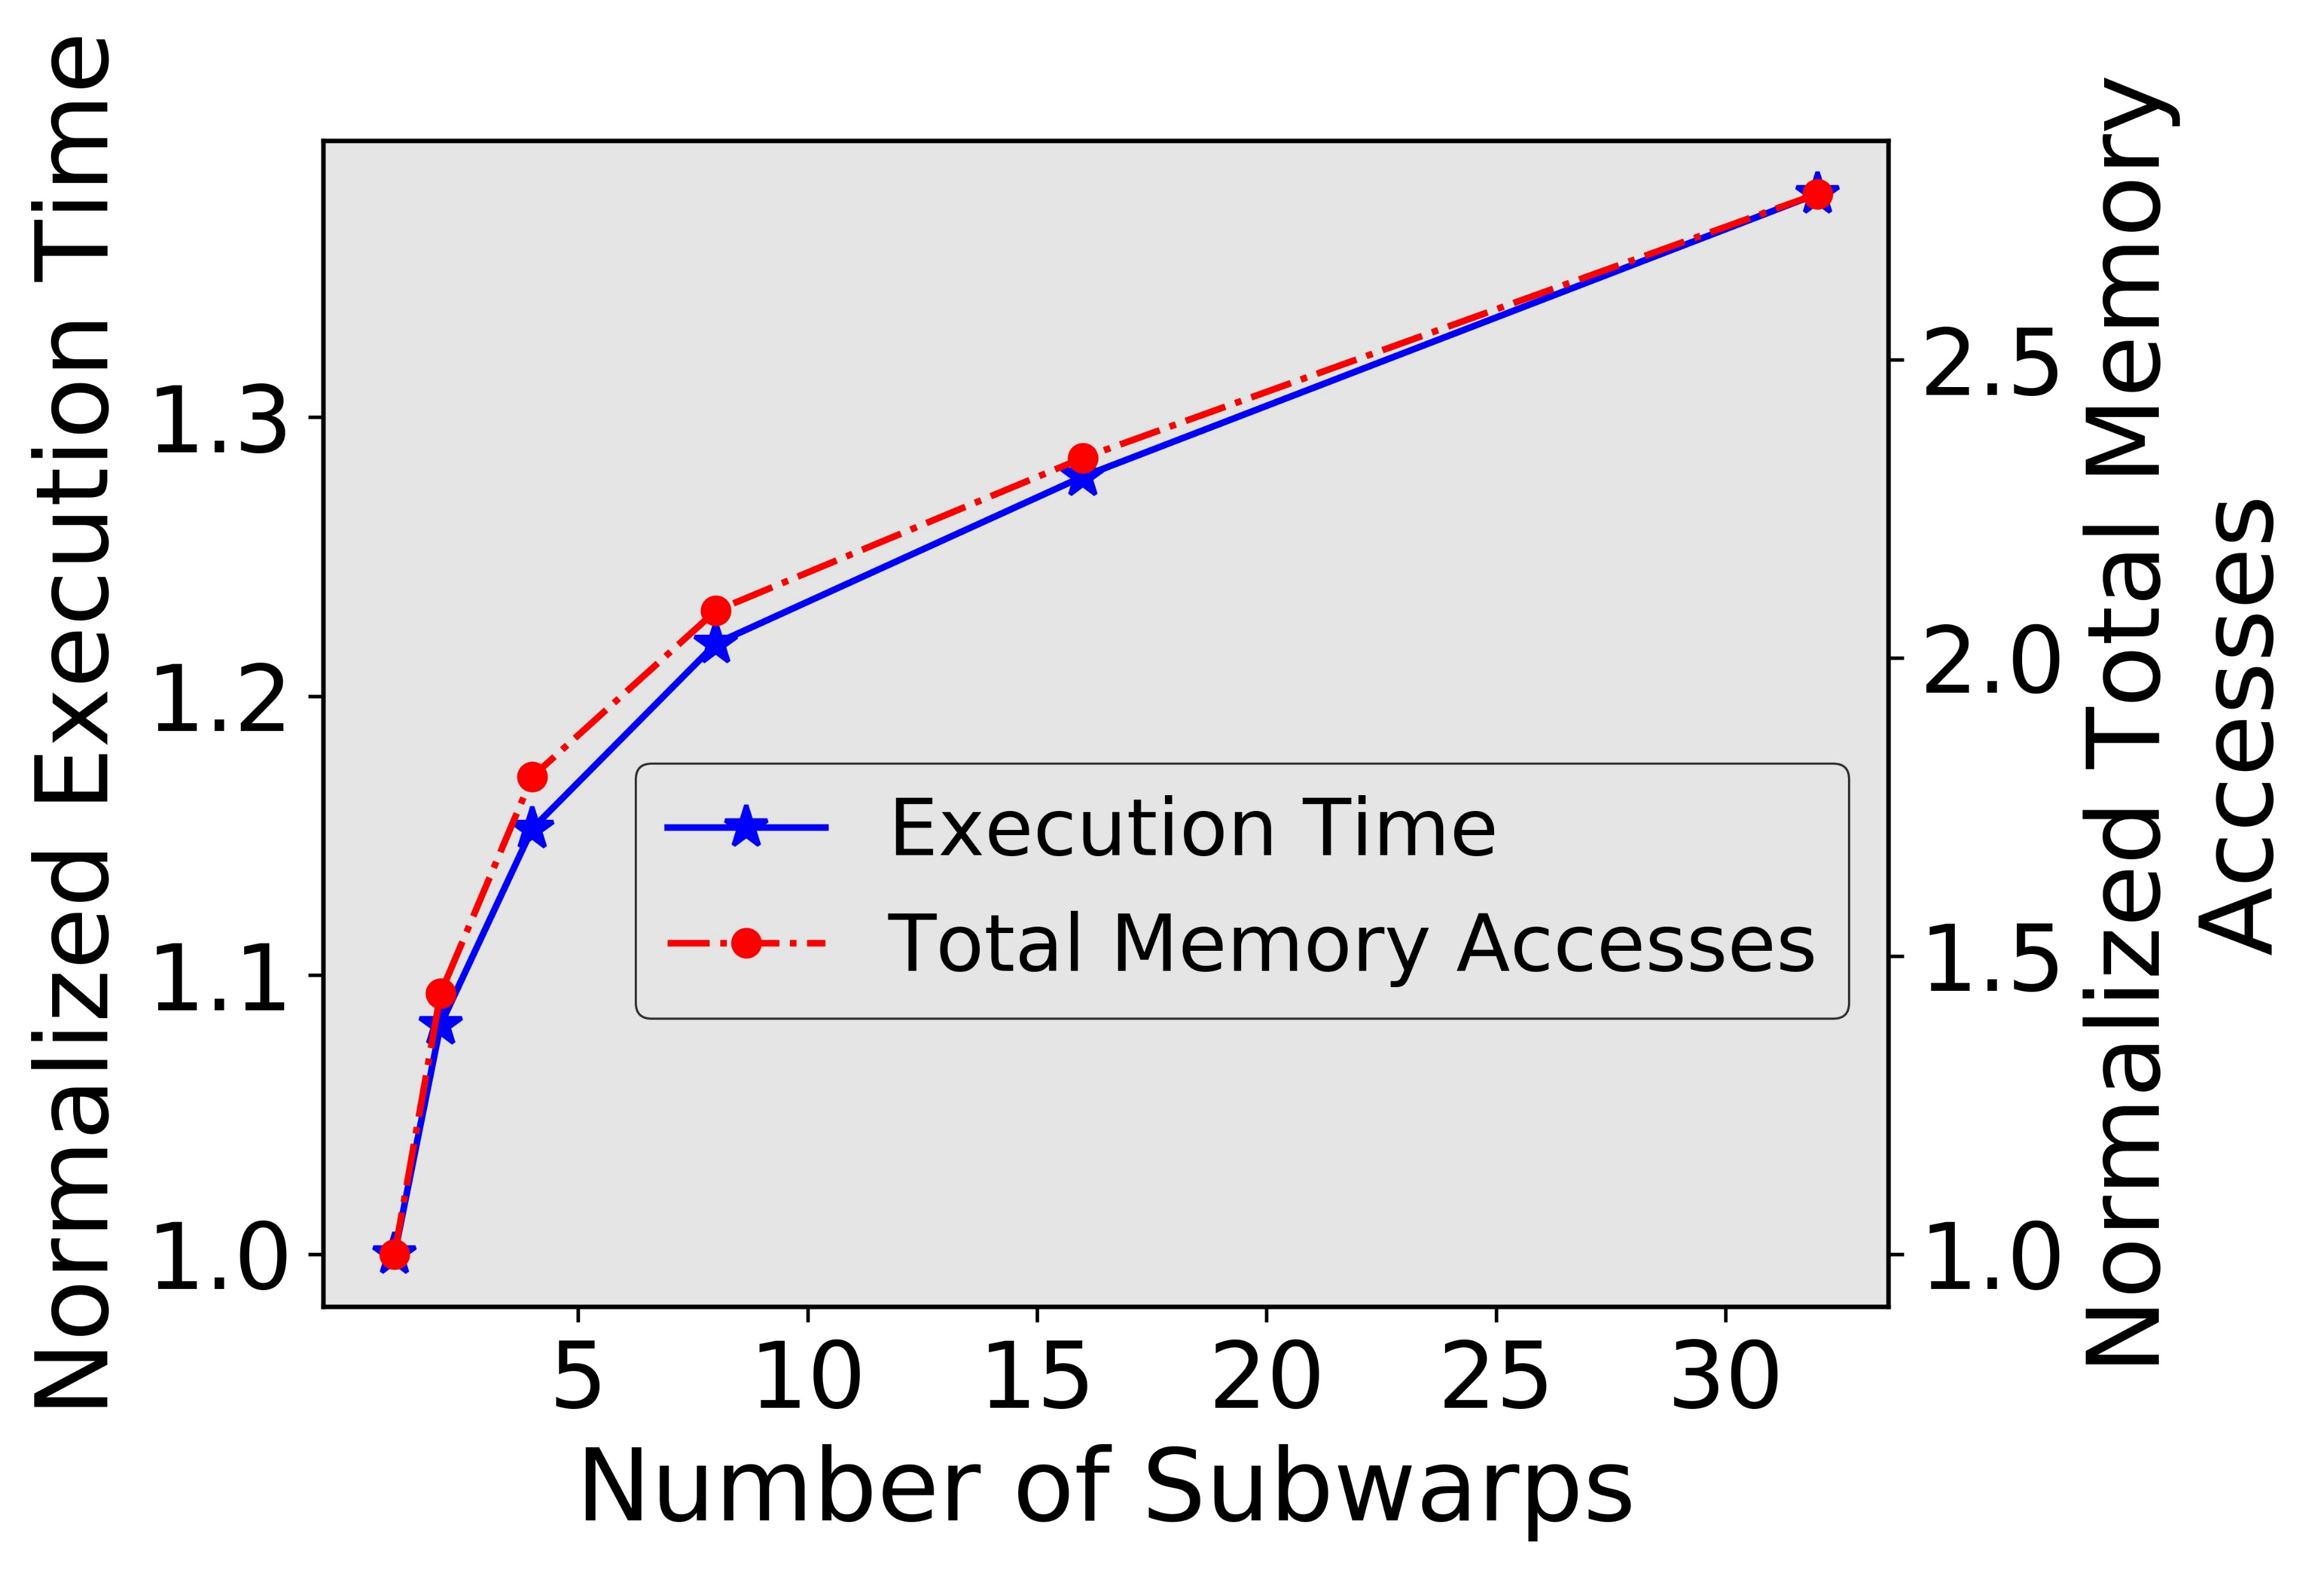 Normalized Execution Time
1.3
1.2
1.1
1.0
Execution Time
Total Memory Accesses
5 10 15 20 25 30
Number of Subwarps
2.5
2.0
1.5
1.0
Normalized Total Memory
Accesses